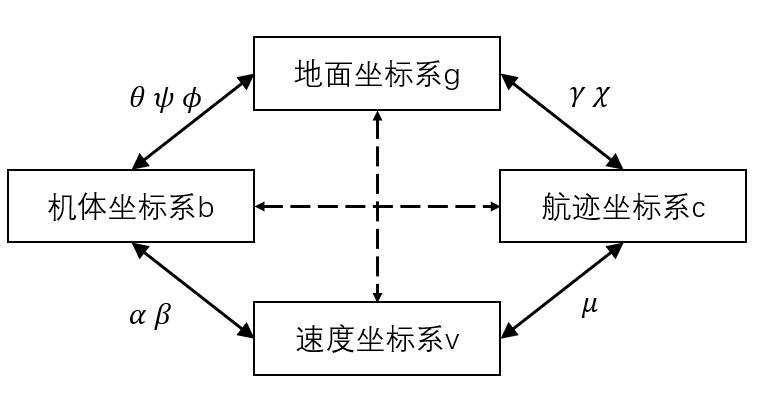 地面坐标系g
θ ψ ϕ
γ χ
机体坐标系b
航迹坐标系c
α β
μ
速度坐标系v